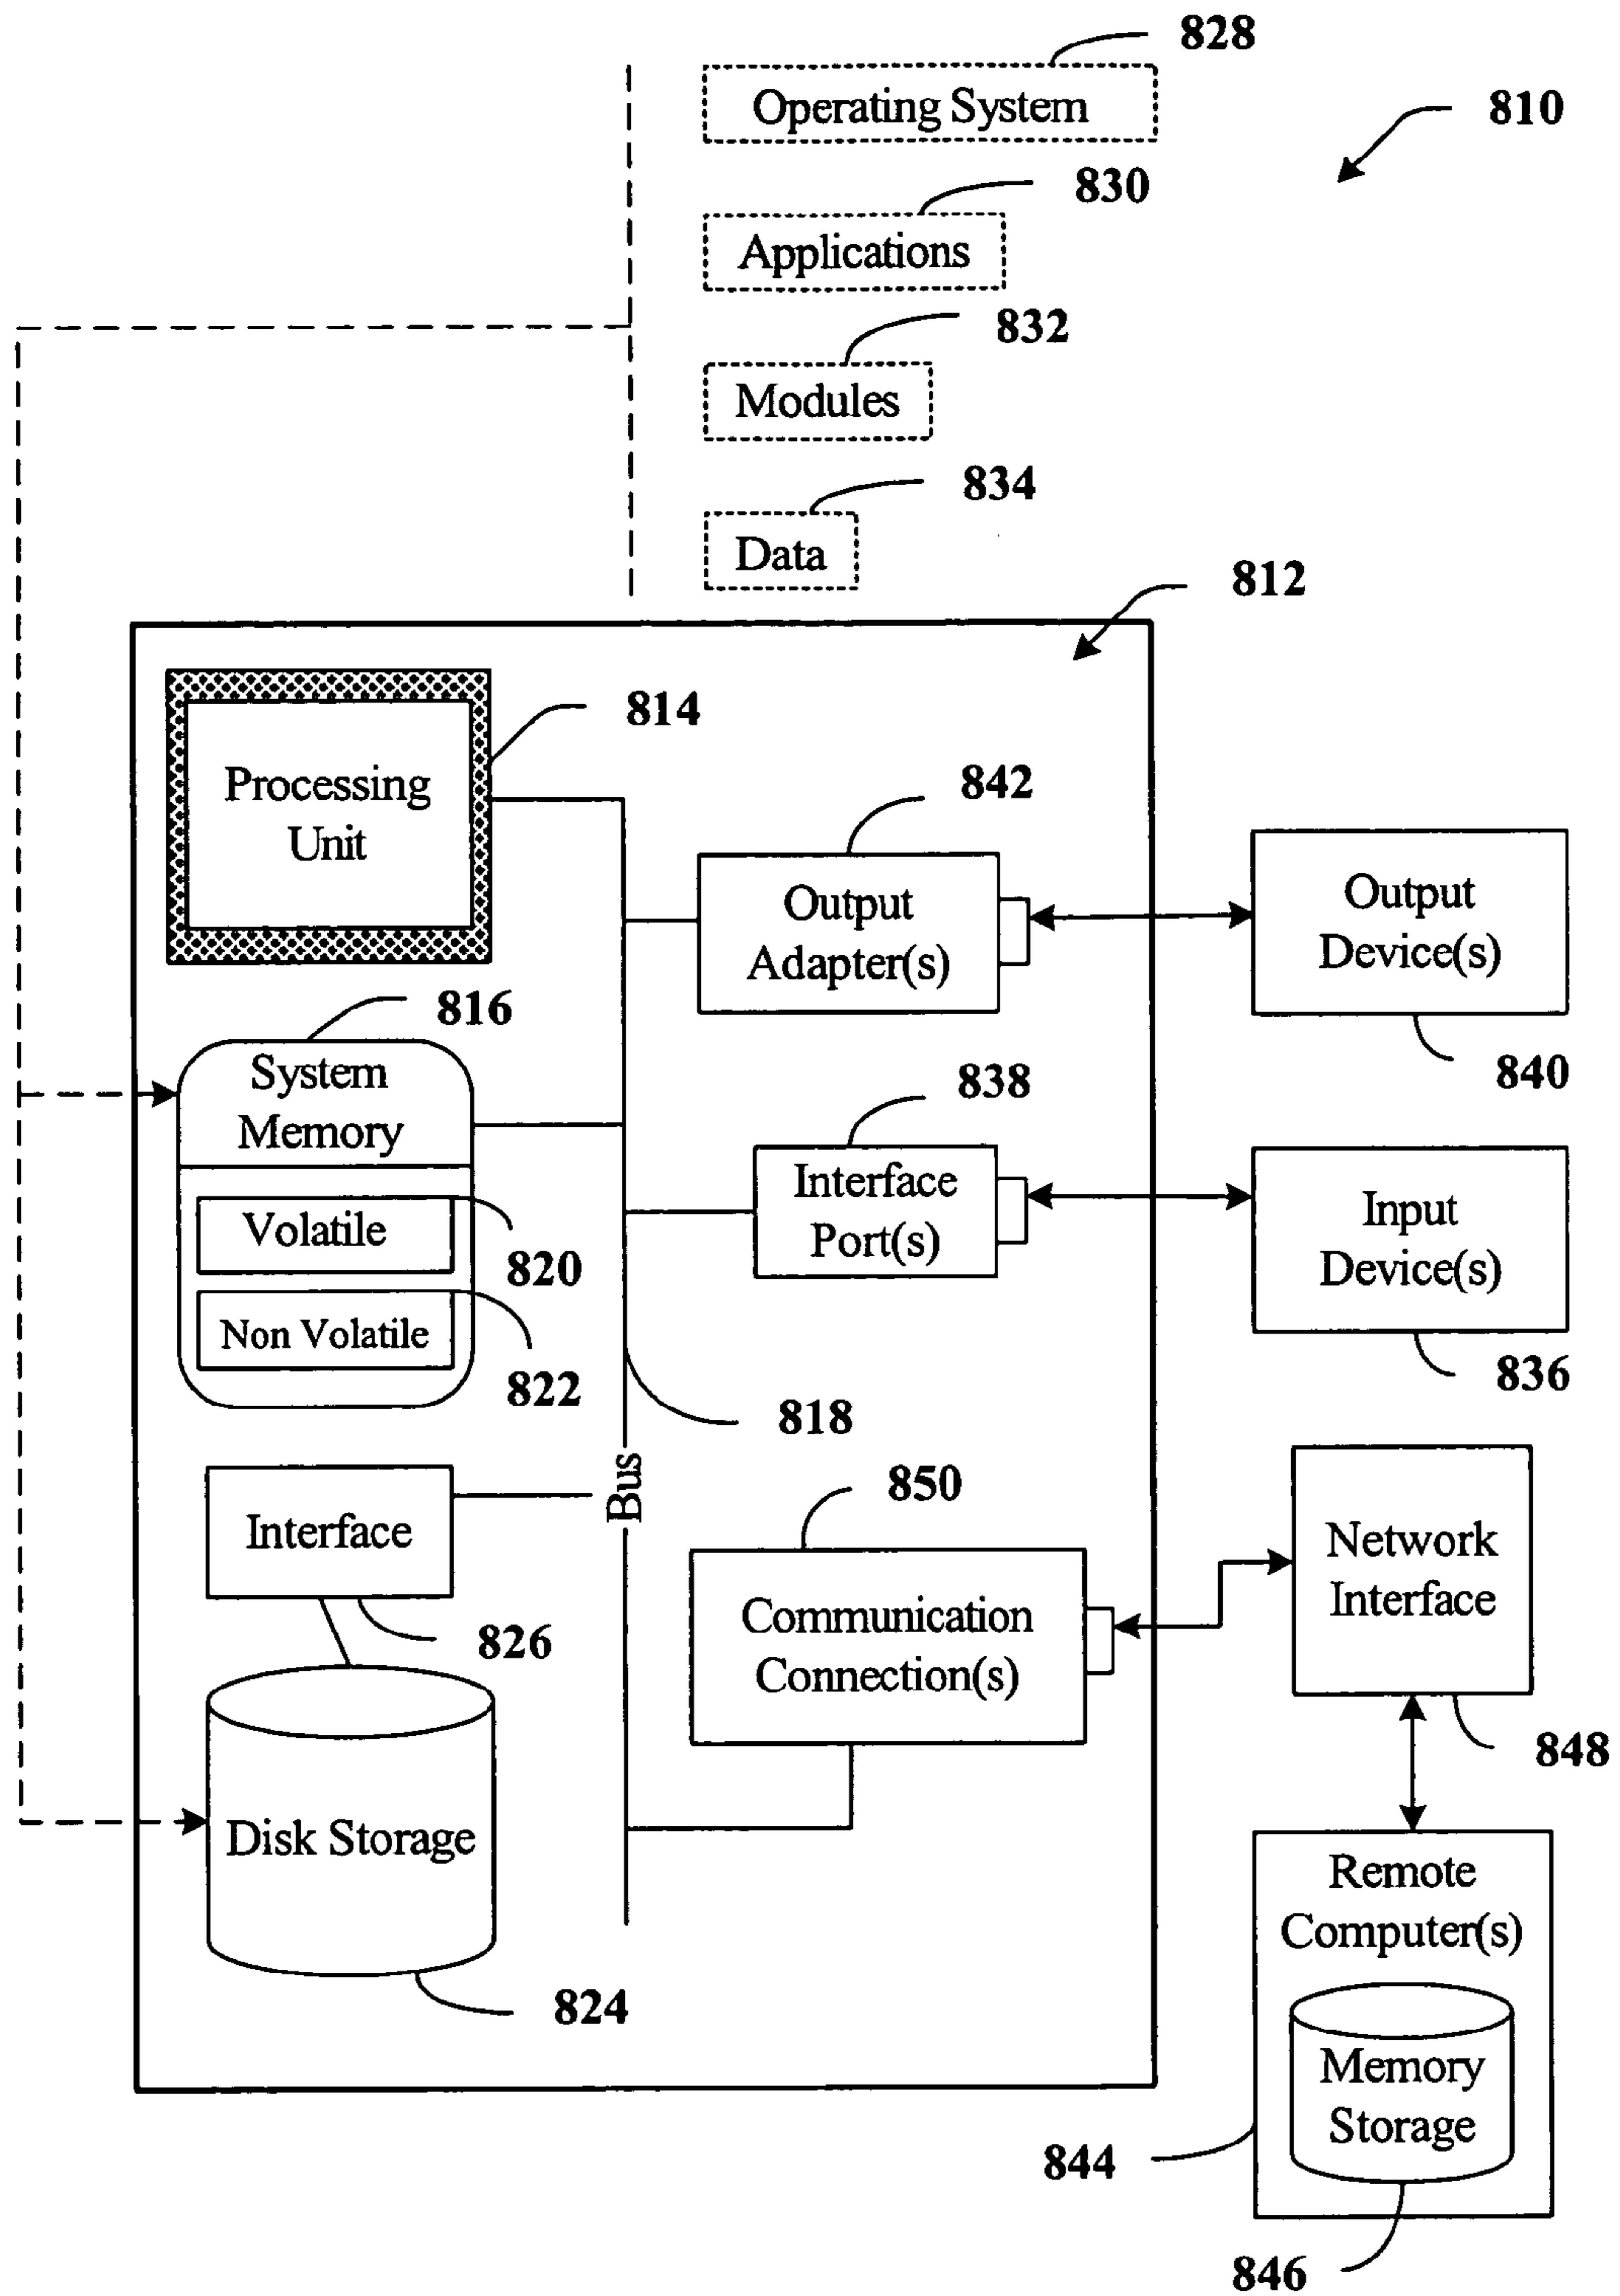 828
Operating System
810
830
Applications
832
Modules
834
Data
812
814
Processing
Unit
842
Output
Adapter(s)
Output
Device(s)
840
816
System
Memory
838
Interface
Port(s)
Input
Device(s)
836
Volatile
820
Non Volatile
822
818
Bus
850
Interface
826
Communication
Connection(s)
Network
Interface
848
Disk Storage
824
Remote
Computer(s)
Memory
Storage
844
846